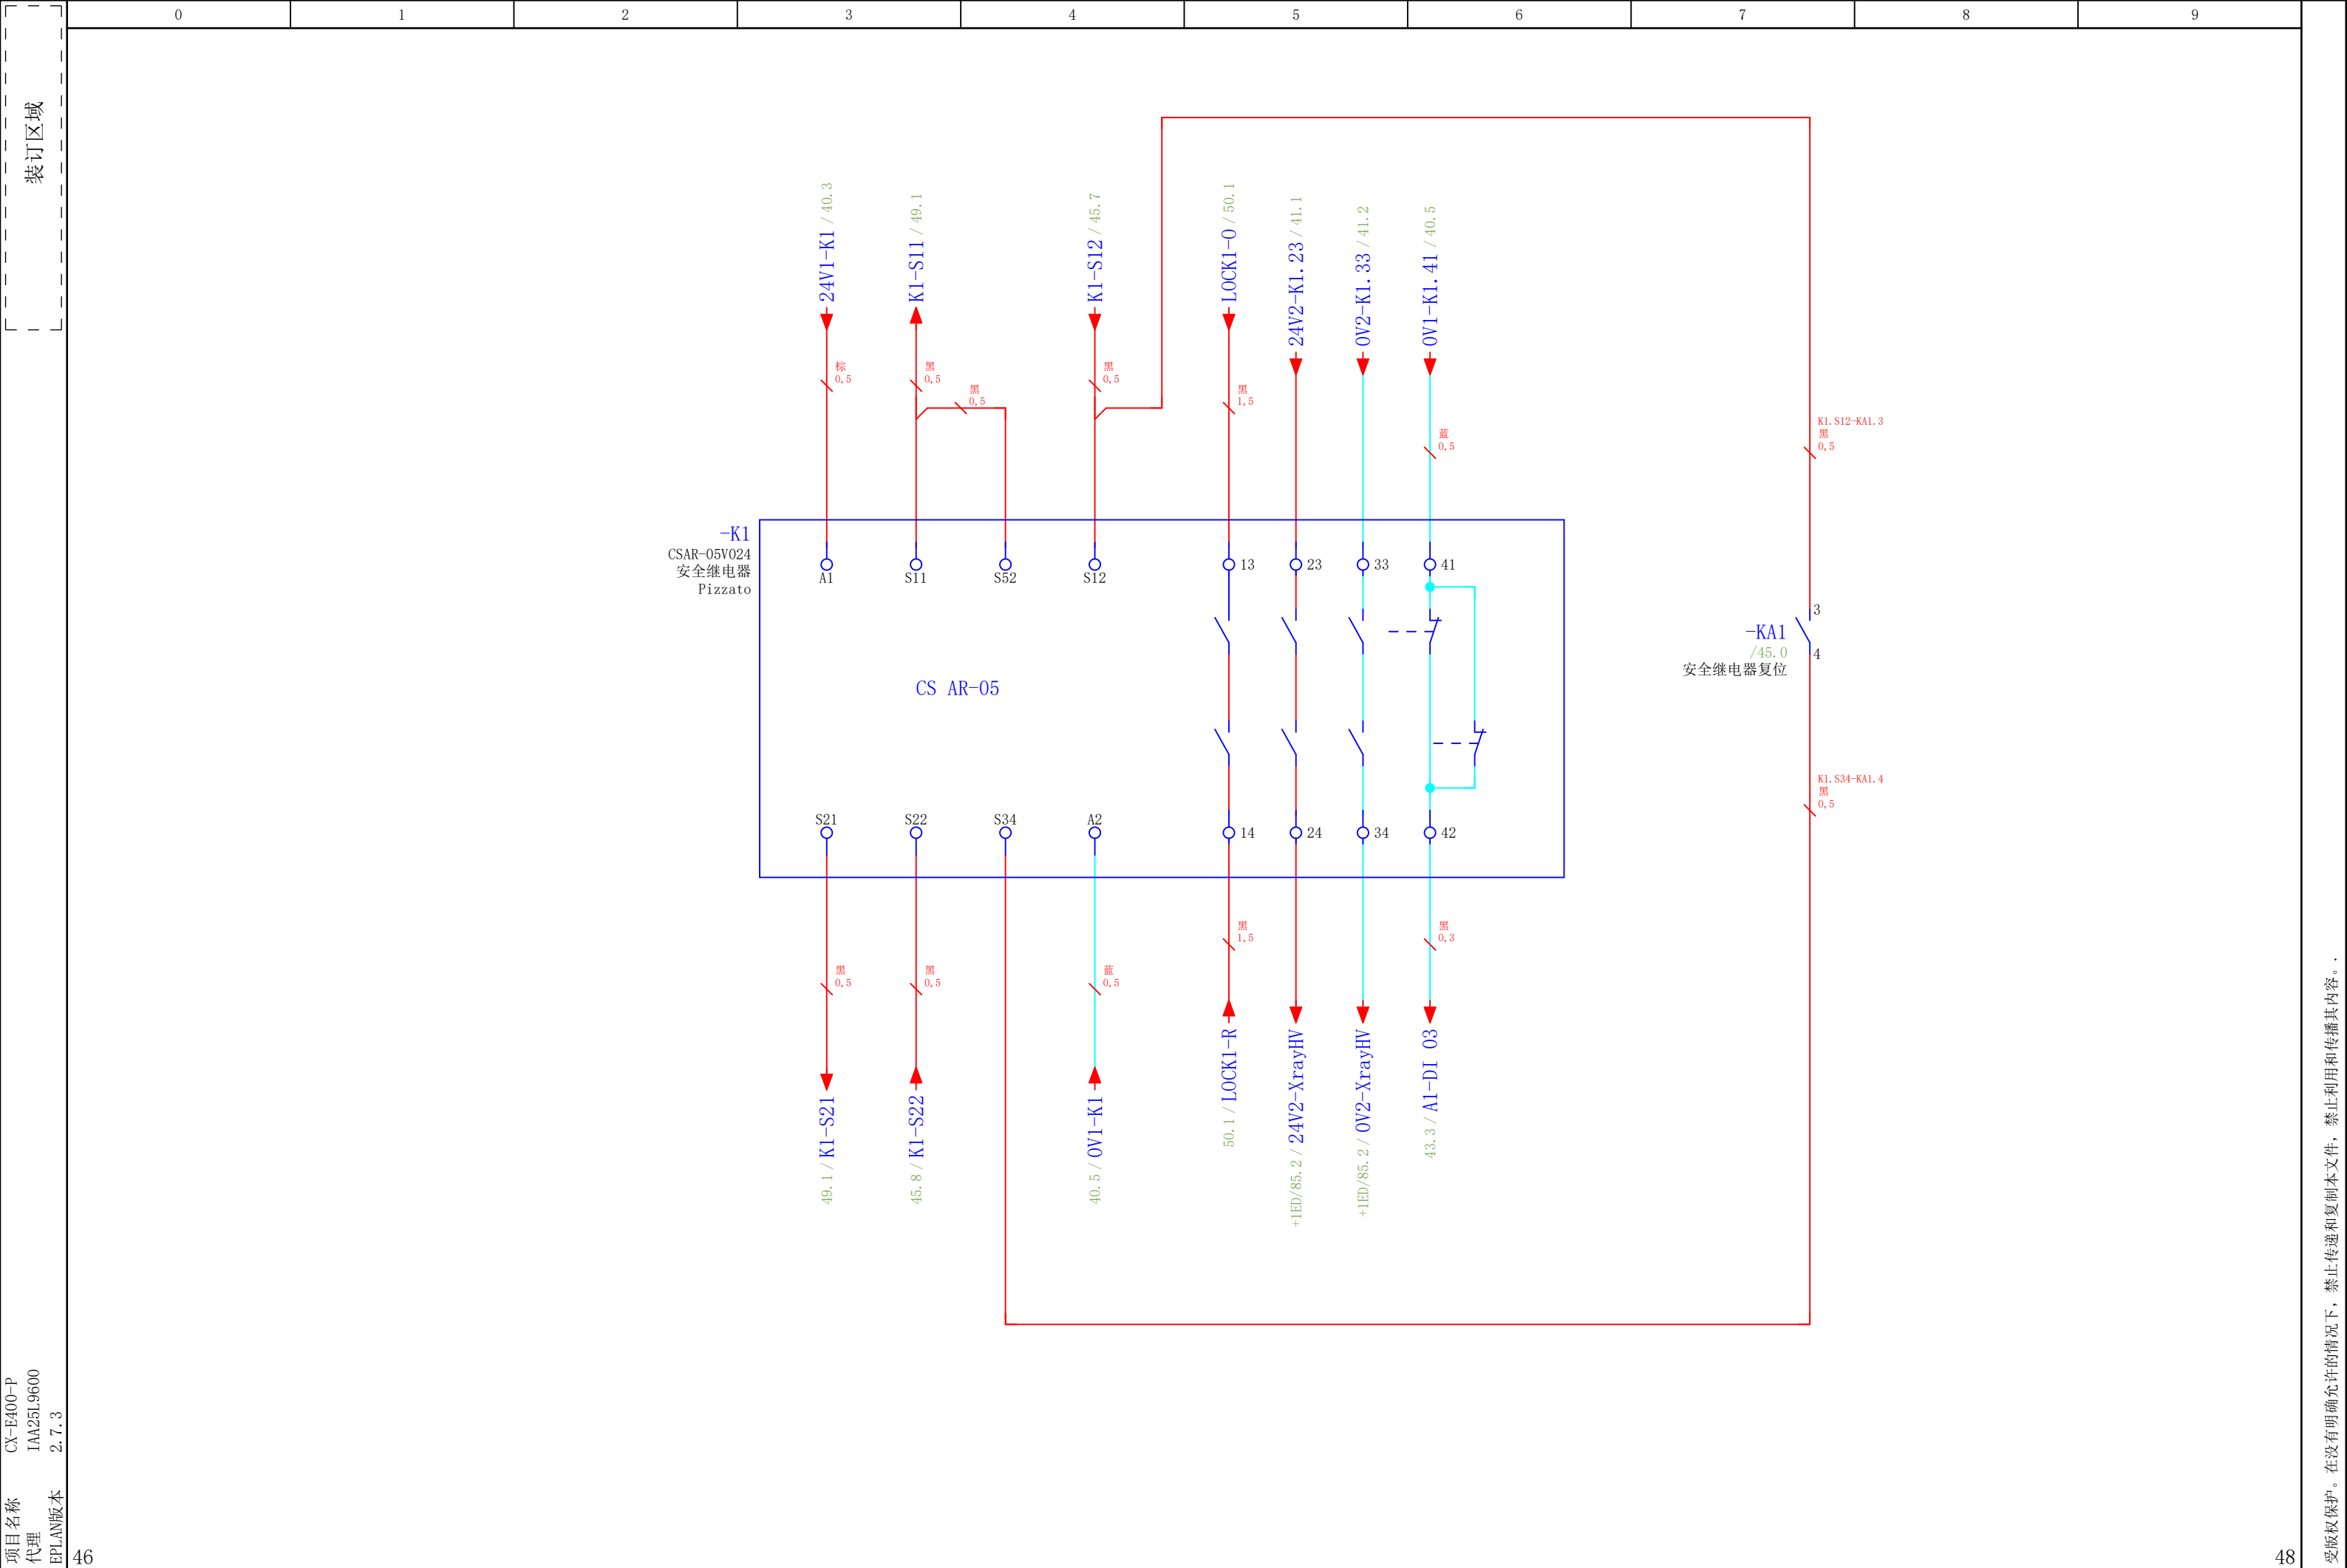 0 1 2 3 4 5 6 7 8 9
装订区域
24V1-K1 / 40.3
K1-S11 / 49.1
K1-S12 / 45.7
LOCK1-O / 50.1
24V2-K1.23 / 41.1
0V2-K1.33 / 41.2
0V1-K1.41 / 40.5
棕
0,5
黑
0,5
黑
0,5
黑
0,5
黑
1,5
蓝
0,5
K1.S12-KA1.3
黑
0,5
-K1
CSAR-05V024
安全继电器
Pizzato
A1 S11 S52 S12 13 23 33 41
CS AR-05
3
-KA1
/45.0
安全继电器复位
4
K1.S34-KA1.4
黑
0,5
S21 S22 S34 A2 14 24 34 42
黑
0,5
黑
0,5
蓝
0,5
黑
1,5
黑
0,3
49.1 / K1-S21
45.8 / K1-S22
40.5 / 0V1-K1
50.1 / LOCK1-R
+1ED/85.2 / 24V2-XrayHV
+1ED/85.2 / 0V2-XrayHV
43.3 / A1-DI 03
项目名称 CX-E400-P
代理 IAA25L9600
EPLAN版本 2.7.3
46
48
受版权保护。在没有明确允许的情况下，禁止传递和复制本文件，禁止利用和传播其内容。.